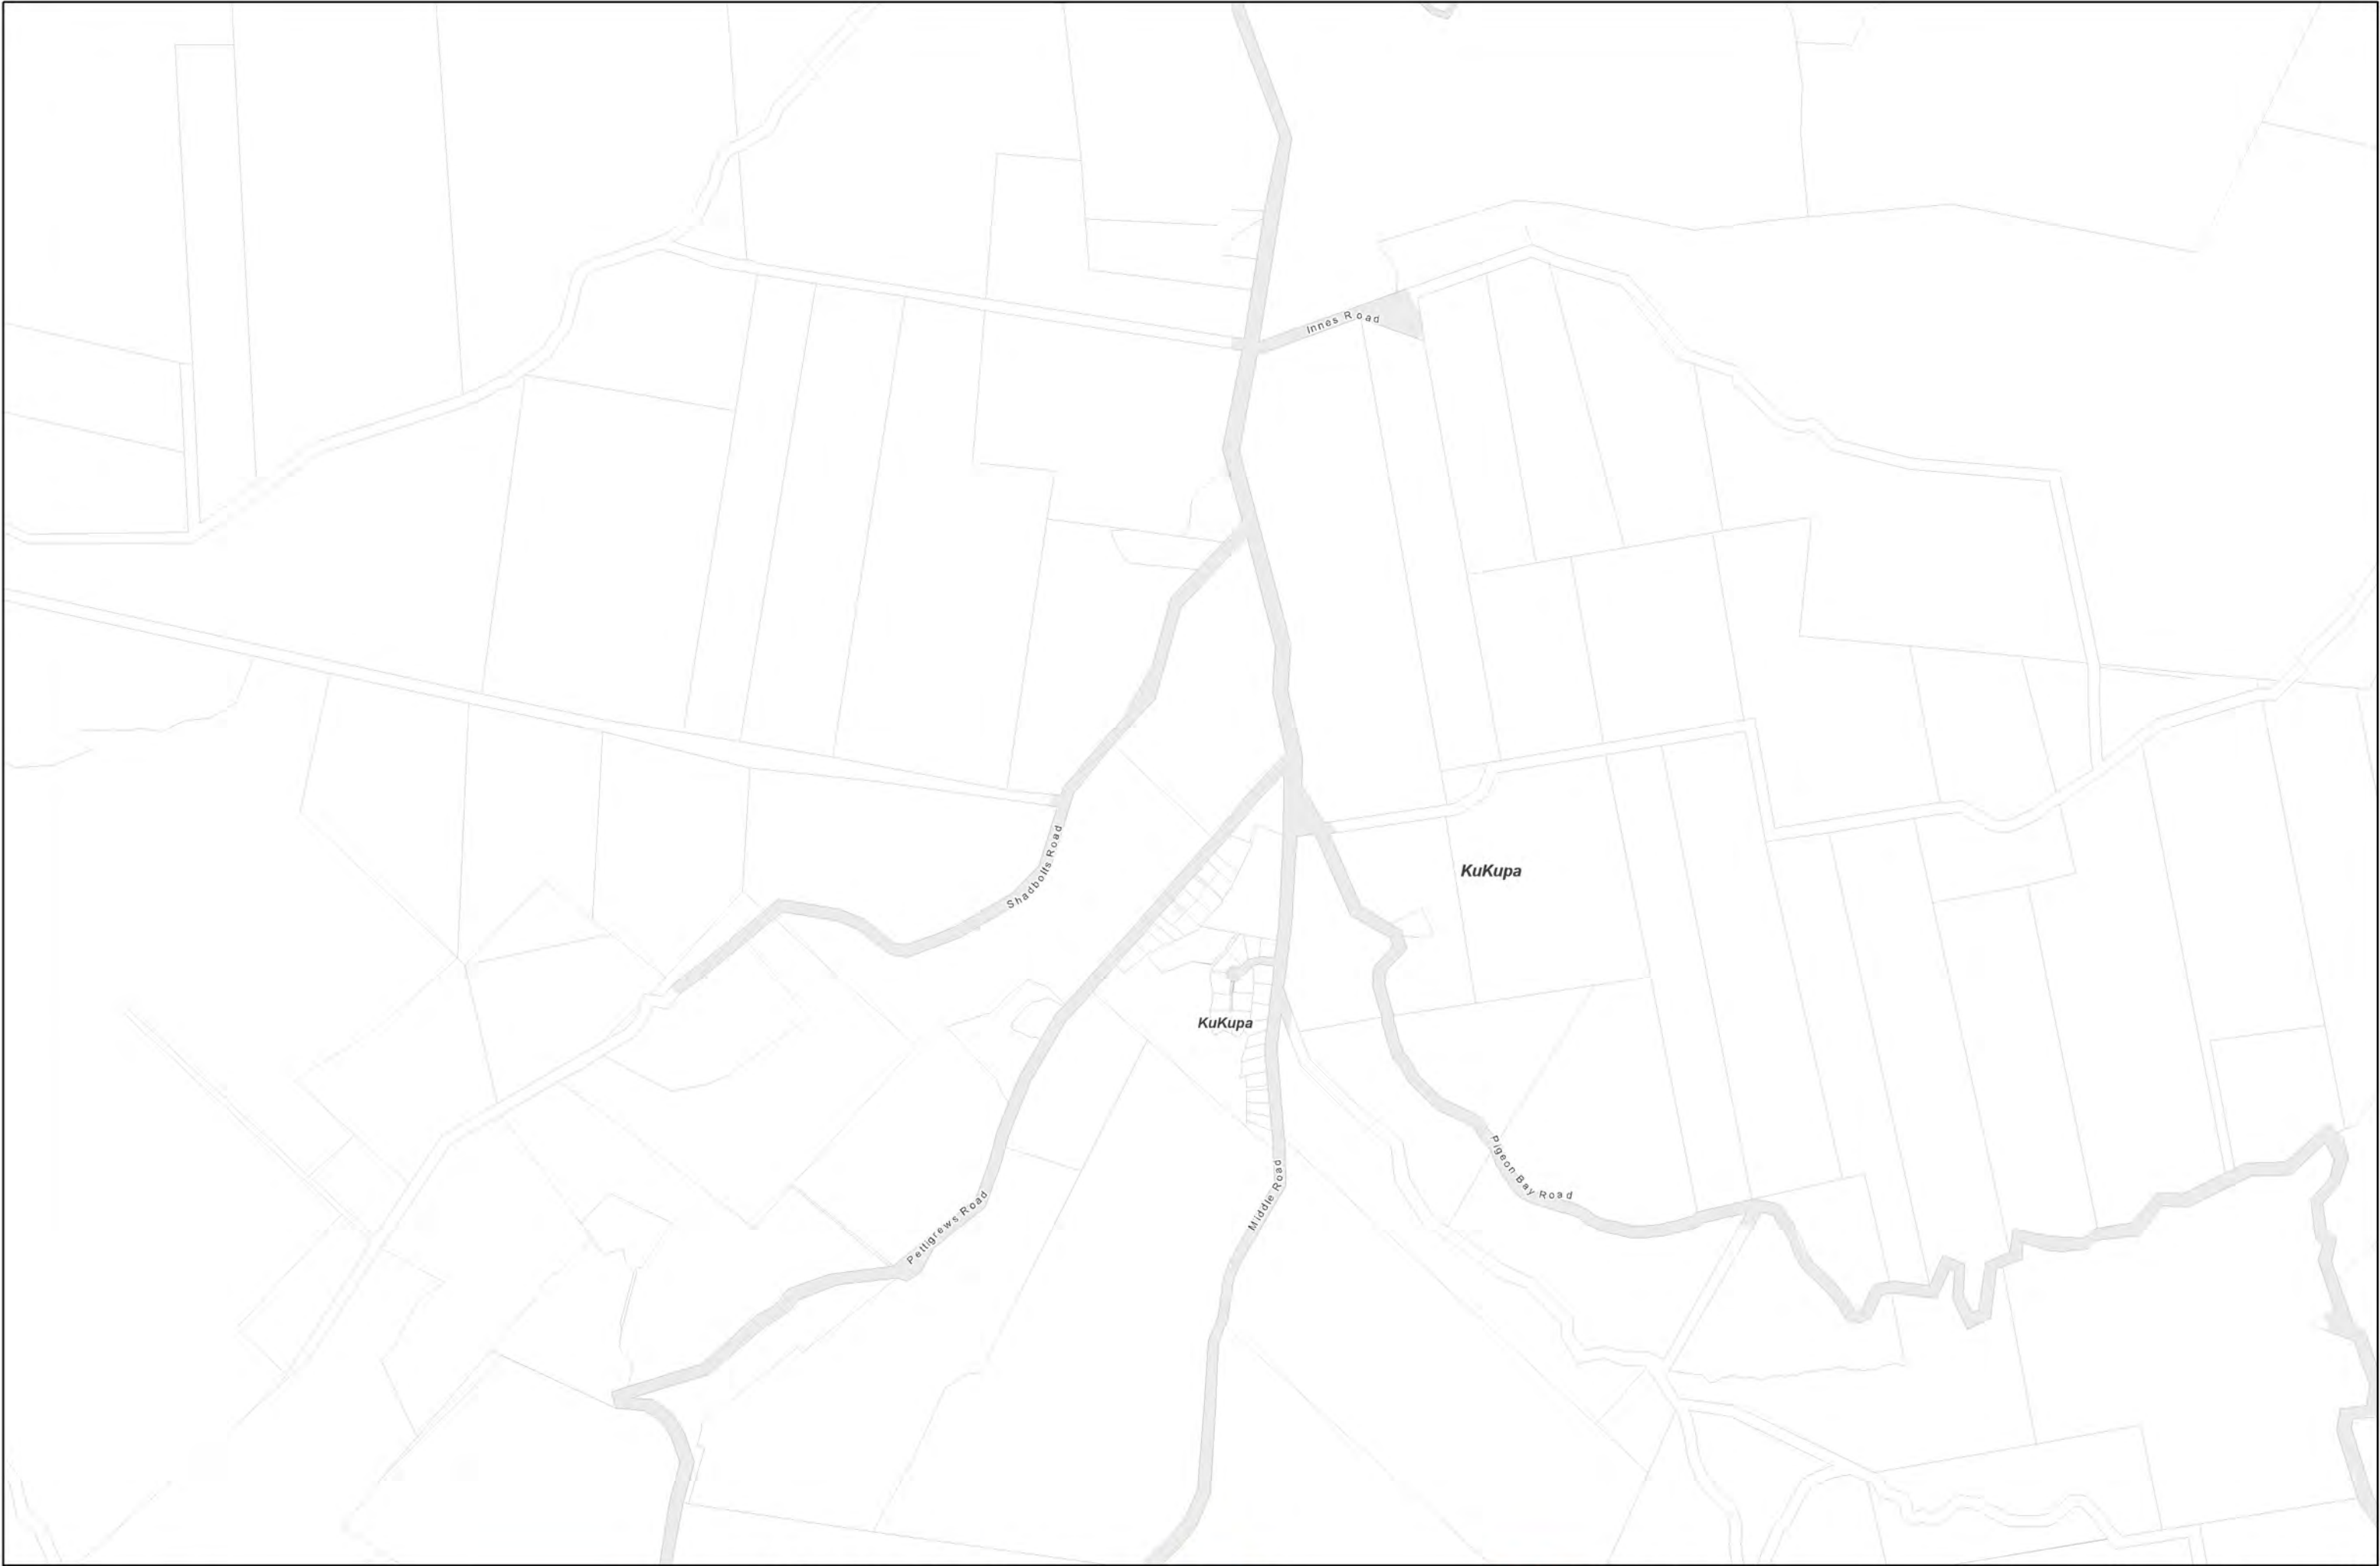 Innes Road
Shadbolts Road
KuKupa
KuKupa
Pigeon Bay Road
Middle Road
Pettigrews Road